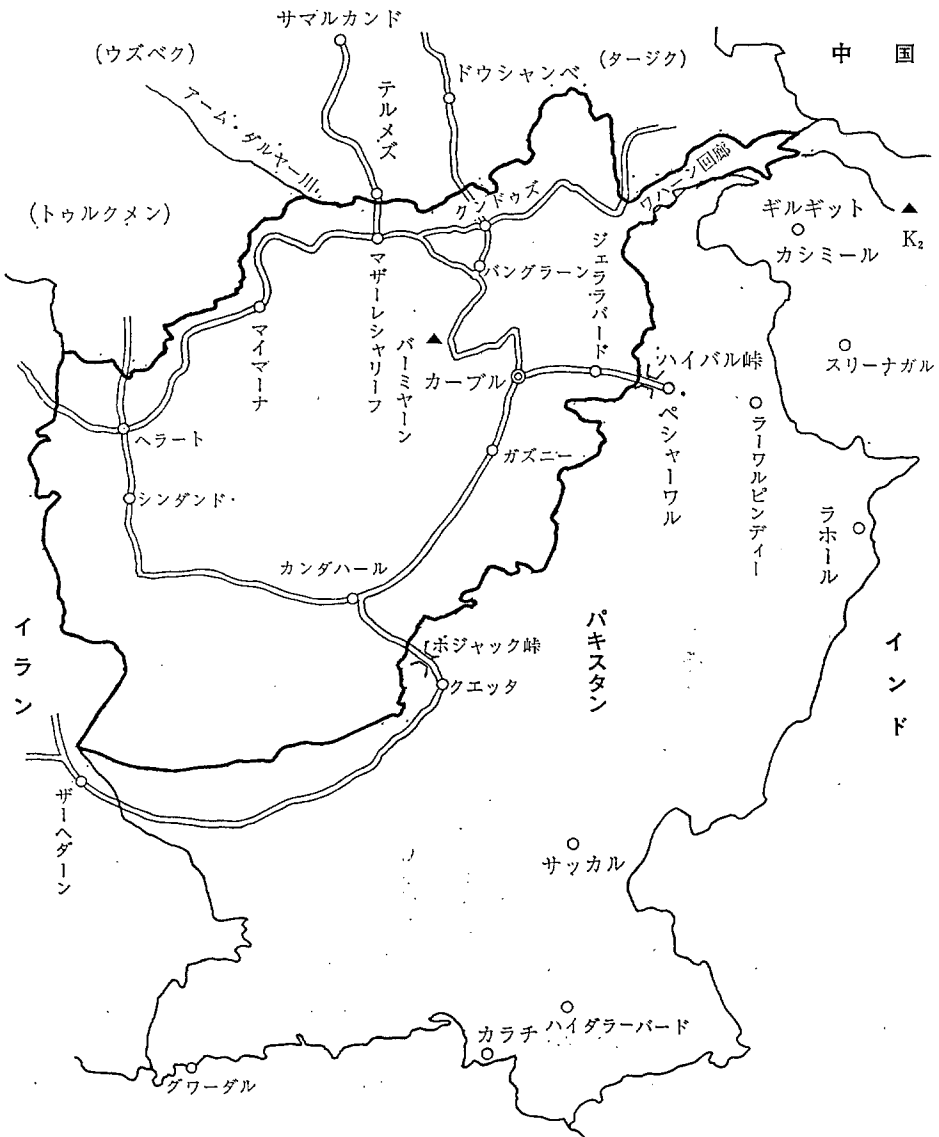 サマルカンド
(ウズベク)
アーム・ダルヤー川
テルメズ
ドウシャンベ
(タージク)
中国
(トゥルクメン)
クンドゥズ
ワハーン回廊
ギルギット
カシミール
K₂
マザーレシャリーフ
バングラーン
ジェララバード
マイマーナ
バーミヤーン
カーブル
ハイバル峠
ペシャーワル
スリーナガル
ラーワルピンディー
ヘラート
ガズニー
シンダンド
ラホール
カンダハール
イラン
ボジャック峠
クエッタ
パキスタン
インド
ザーヘダーン
サッカル
カラチ
ハイダラーバード
グワーダル